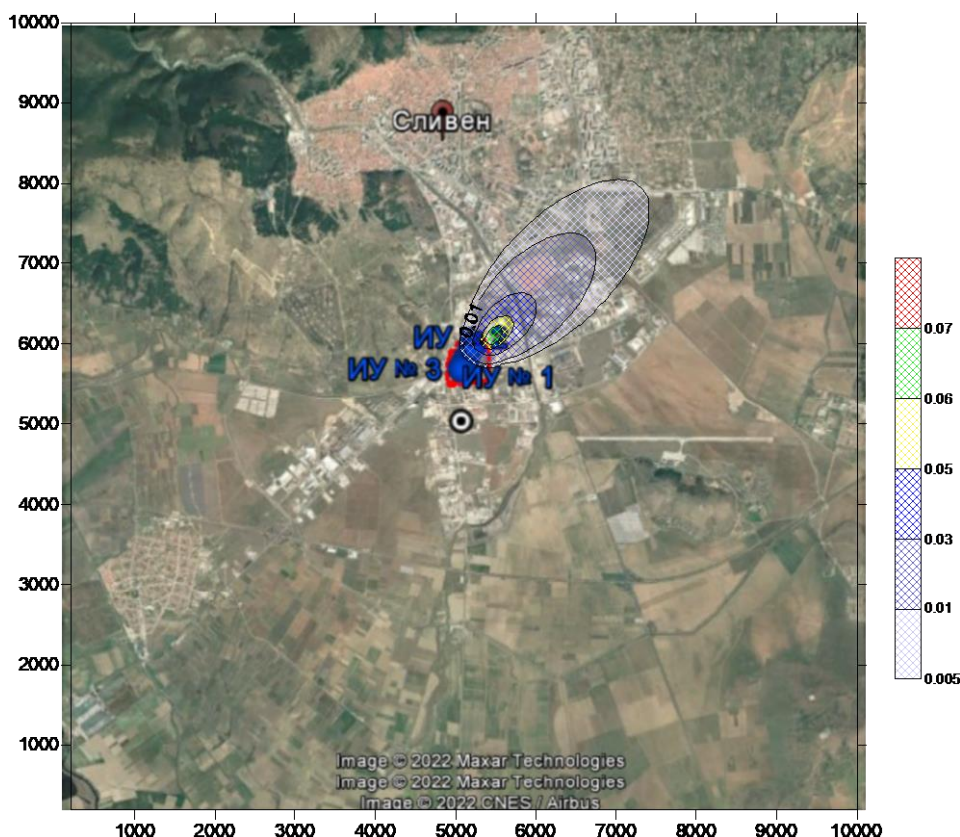 10000
9000
8000
7000
6000
5000
4000
3000
2000
1000
Сливен
0.01
ИУ
ИУ № 3
ИУ № 1
0.07
0.06
0.05
0.03
0.01
0.005
Image © 2022 Maxar Technologies
Image © 2022 Maxar Technologies
Image © 2022 CNES / Airbus
1000 2000 3000 4000 5000 6000 7000 8000 9000 10000